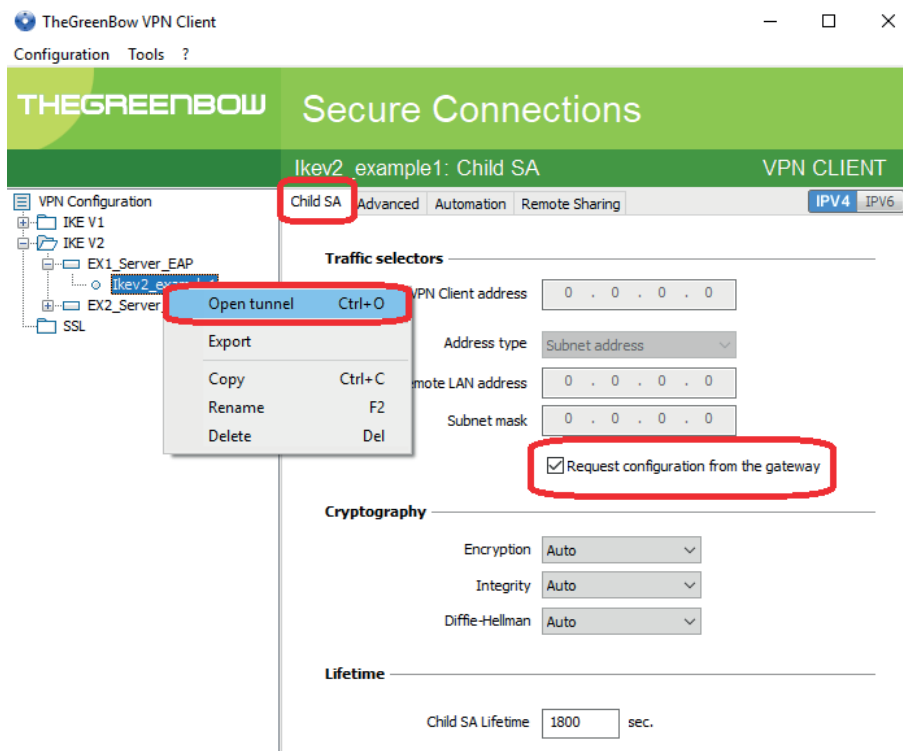 TheGreenBow VPN Client
Configuration Tools ?
THEGREENBOW
Secure Connections
Ikev2_example1: Child SA
VPN CLIENT
VPN Configuration
IKE V1
IKE V2
EX1_Server_EAP
EX2_Server
SSL
Open tunnel Ctrl+O
Export
Copy Ctrl+C
Rename F2
Delete Del
Child SA Advanced Automation Remote Sharing
IPV4 IPV6
Traffic selectors
VPN Client address 0 . 0 . 0 . 0
Address type Subnet address
LAN address 0 . 0 . 0 . 0
Subnet mask 0 . 0 . 0 . 0
Request configuration from the gateway
Cryptography
Encryption Auto
Integrity Auto
Diffie-Hellman Auto
Lifetime
Child SA Lifetime 1800 sec.